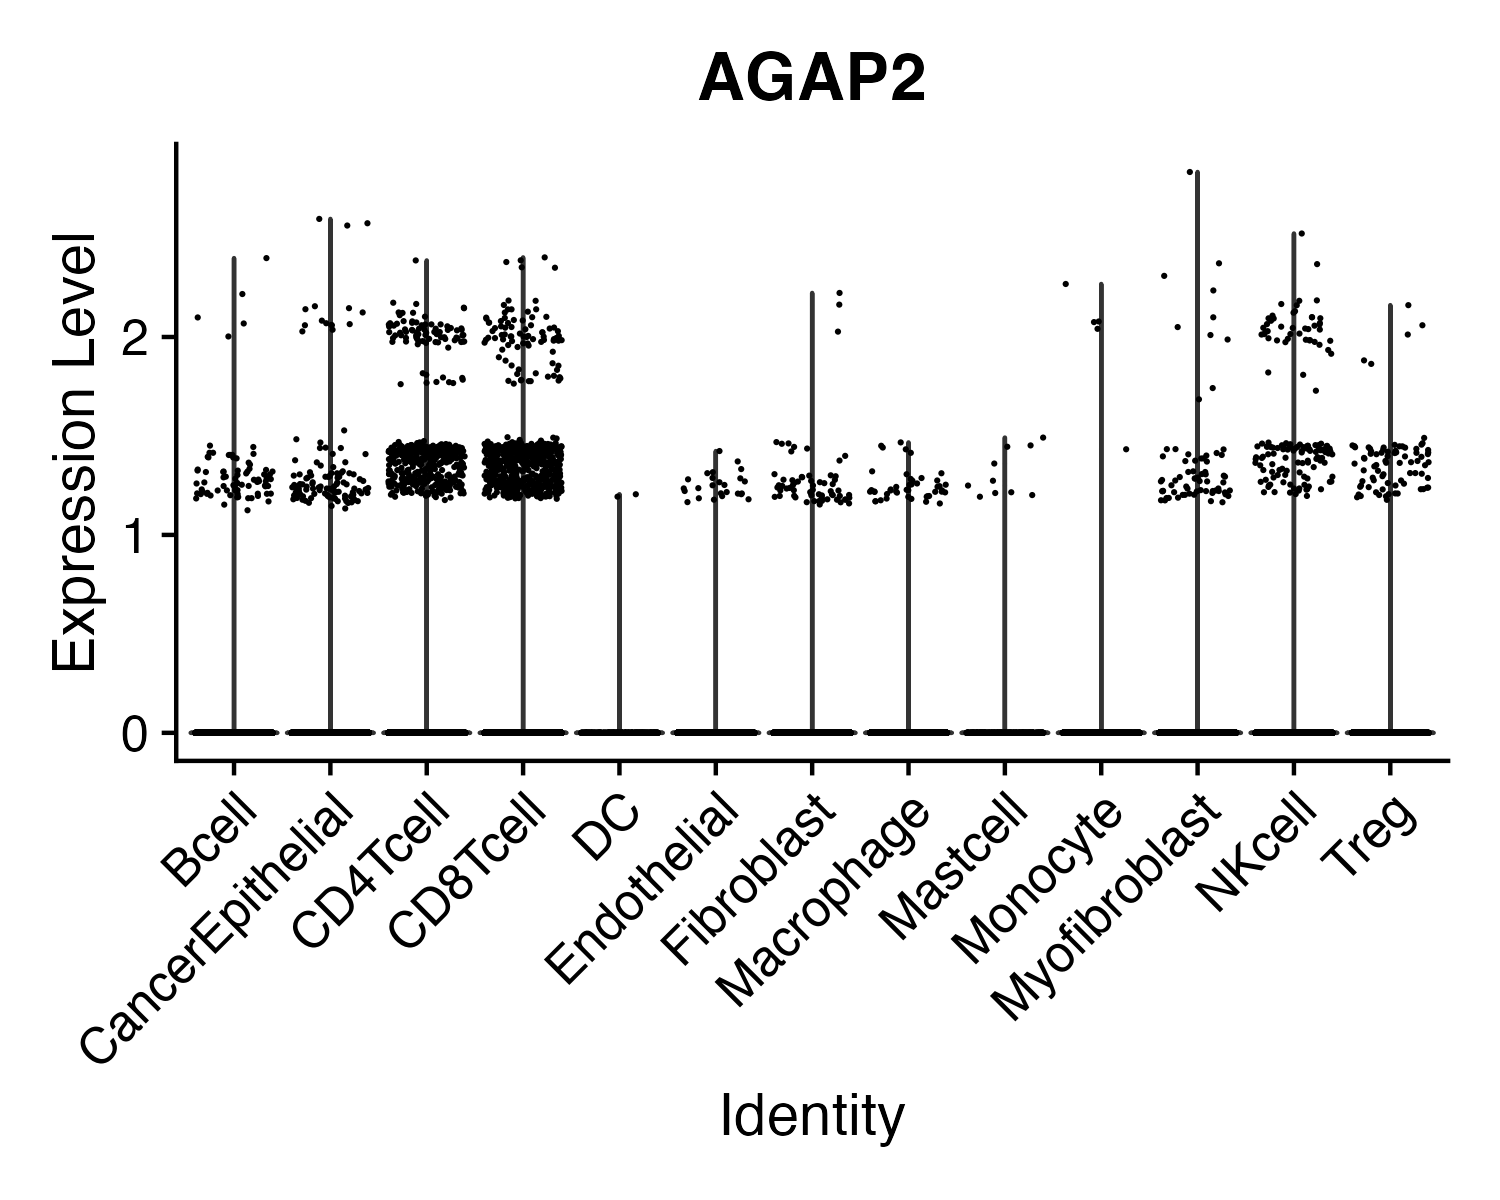 AGAP2
Expression Level
2
1
0
Bcell
CancerEpithelial
CD4Tcell
CD8Tcell
DC
Endothelial
Fibroblast
Macrophage
Mastcell
Monocyte
Myofibroblast
NKcell
Treg
Identity